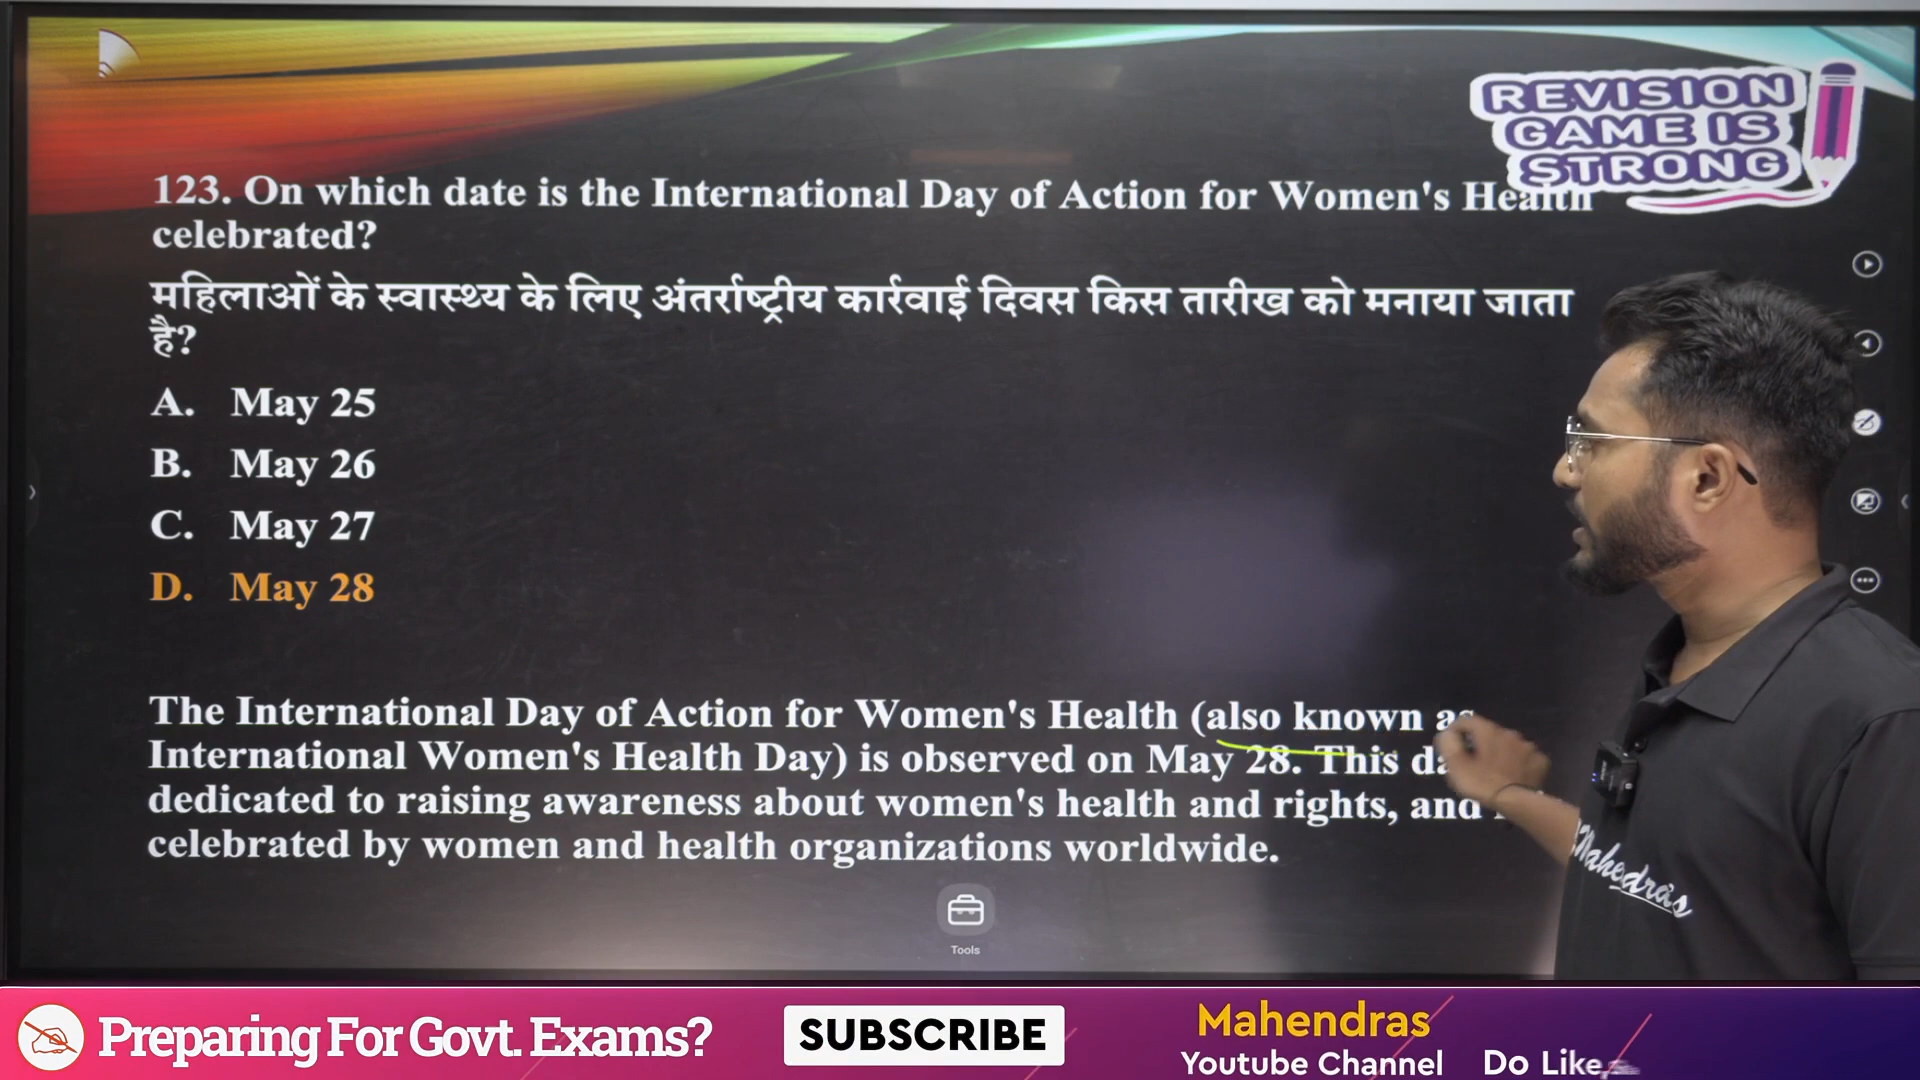 REVISION
GAME IS
STRONG
123. On which date is the International Day of Action for Women's Health
celebrated?
महिलाओं के स्वास्थ्य के लिए अंतर्राष्ट्रीय कार्रवाई दिवस किस तारीख को मनाया जाता
है?
A. May 25
B. May 26
C. May 27
D. May 28
The International Day of Action for Women's Health (also known as
International Women's Health Day) is observed on May 28. This
dedicated to raising awareness about women's health and rights, and
celebrated by women and health organizations worldwide.
Tools
Mahendras
Preparing For Govt. Exams?
SUBSCRIBE
Mahendras
Youtube Channel Do Like,